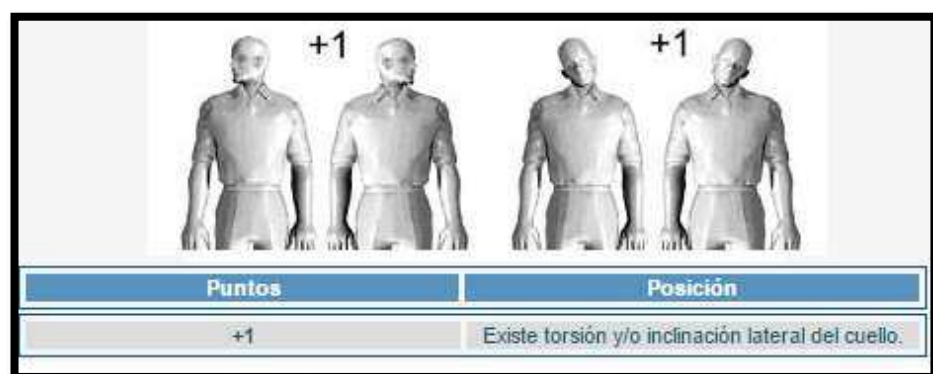 +1 +1
Puntos Posición
+1 Existe torsión y/o inclinación lateral del cuello.